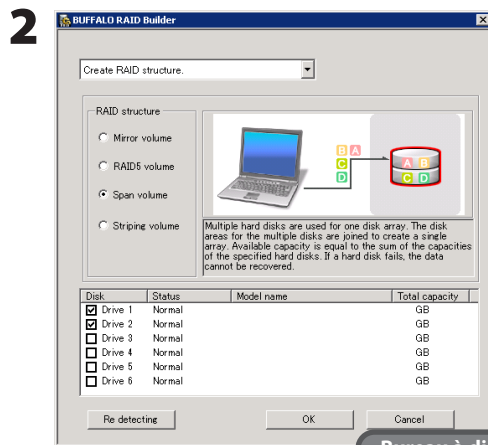 2
BUFFALO RAID Builder
Create RAID structure.
RAID structure
Mirror volume
RAID5 volume
Span volume
Striping volume
B A
C
D
A B
C D
Multiple hard disks are used for one disk array. The disk
areas for the multiple disks are joined to create a single
array. Available capacity is equal to the sum of the capacities
of the specified hard disks. If a hard disk fails, the data
cannot be recovered.
Disk Status Model name Total capacity
Drive 1 Normal GB
Drive 2 Normal GB
Drive 3 Normal GB
Drive 4 Normal GB
Drive 5 Normal GB
Drive 6 Normal GB
Re detecting OK Cancel